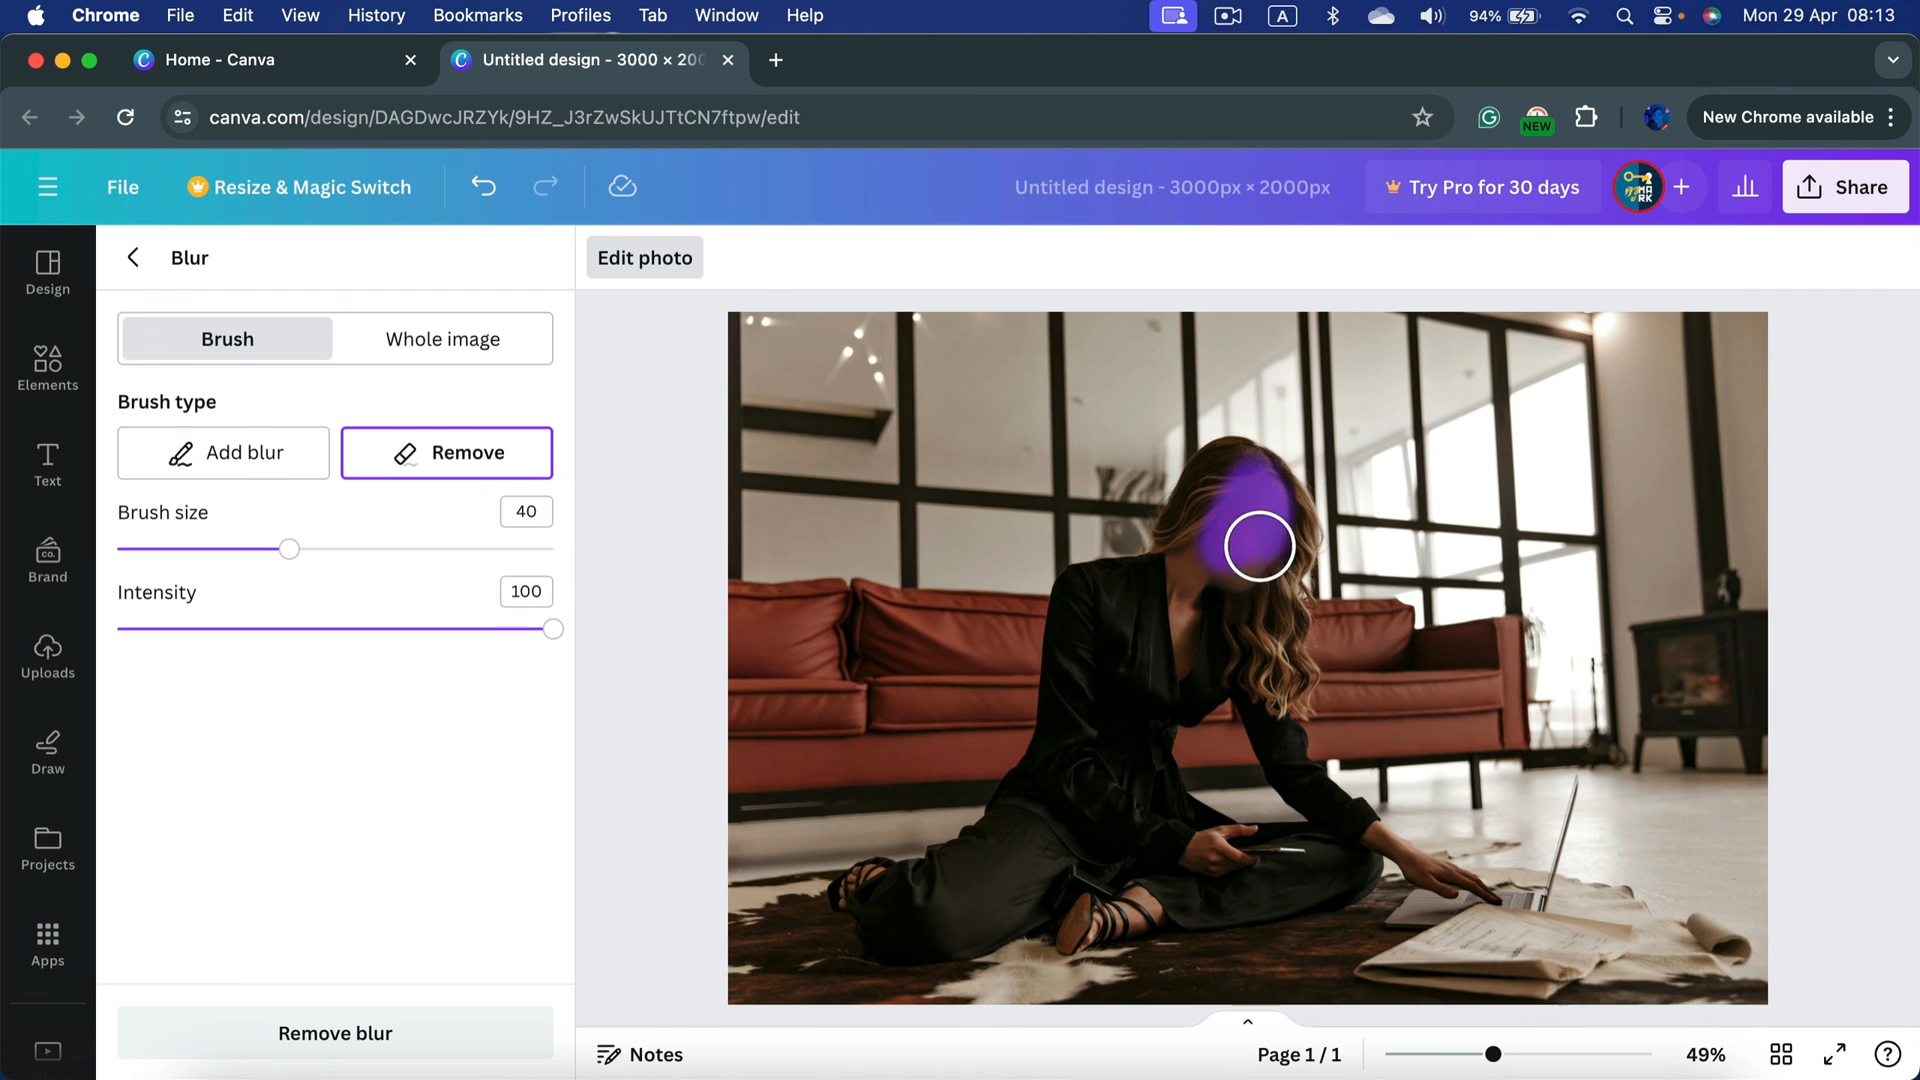 Chrome File Edit View History Bookmarks Profiles Tab Window Help A 94% Mon 29 Apr 08:13
Home - Canva Untitled design - 3000 × 200
canva.com/design/DAGDwcJRZYk/9HZ_J3rZwSkUJTtCN7ftpw/edit NEW New Chrome available
File Resize & Magic Switch Untitled design - 3000px × 2000px Try Pro for 30 days Share
Design
Elements
Text
Brand
Uploads
Draw
Projects
Apps
Blur
Edit photo
Brush Whole image
Brush type
Add blur Remove
Brush size 40
Intensity 100
Remove blur
Notes Page 1 / 1 49%